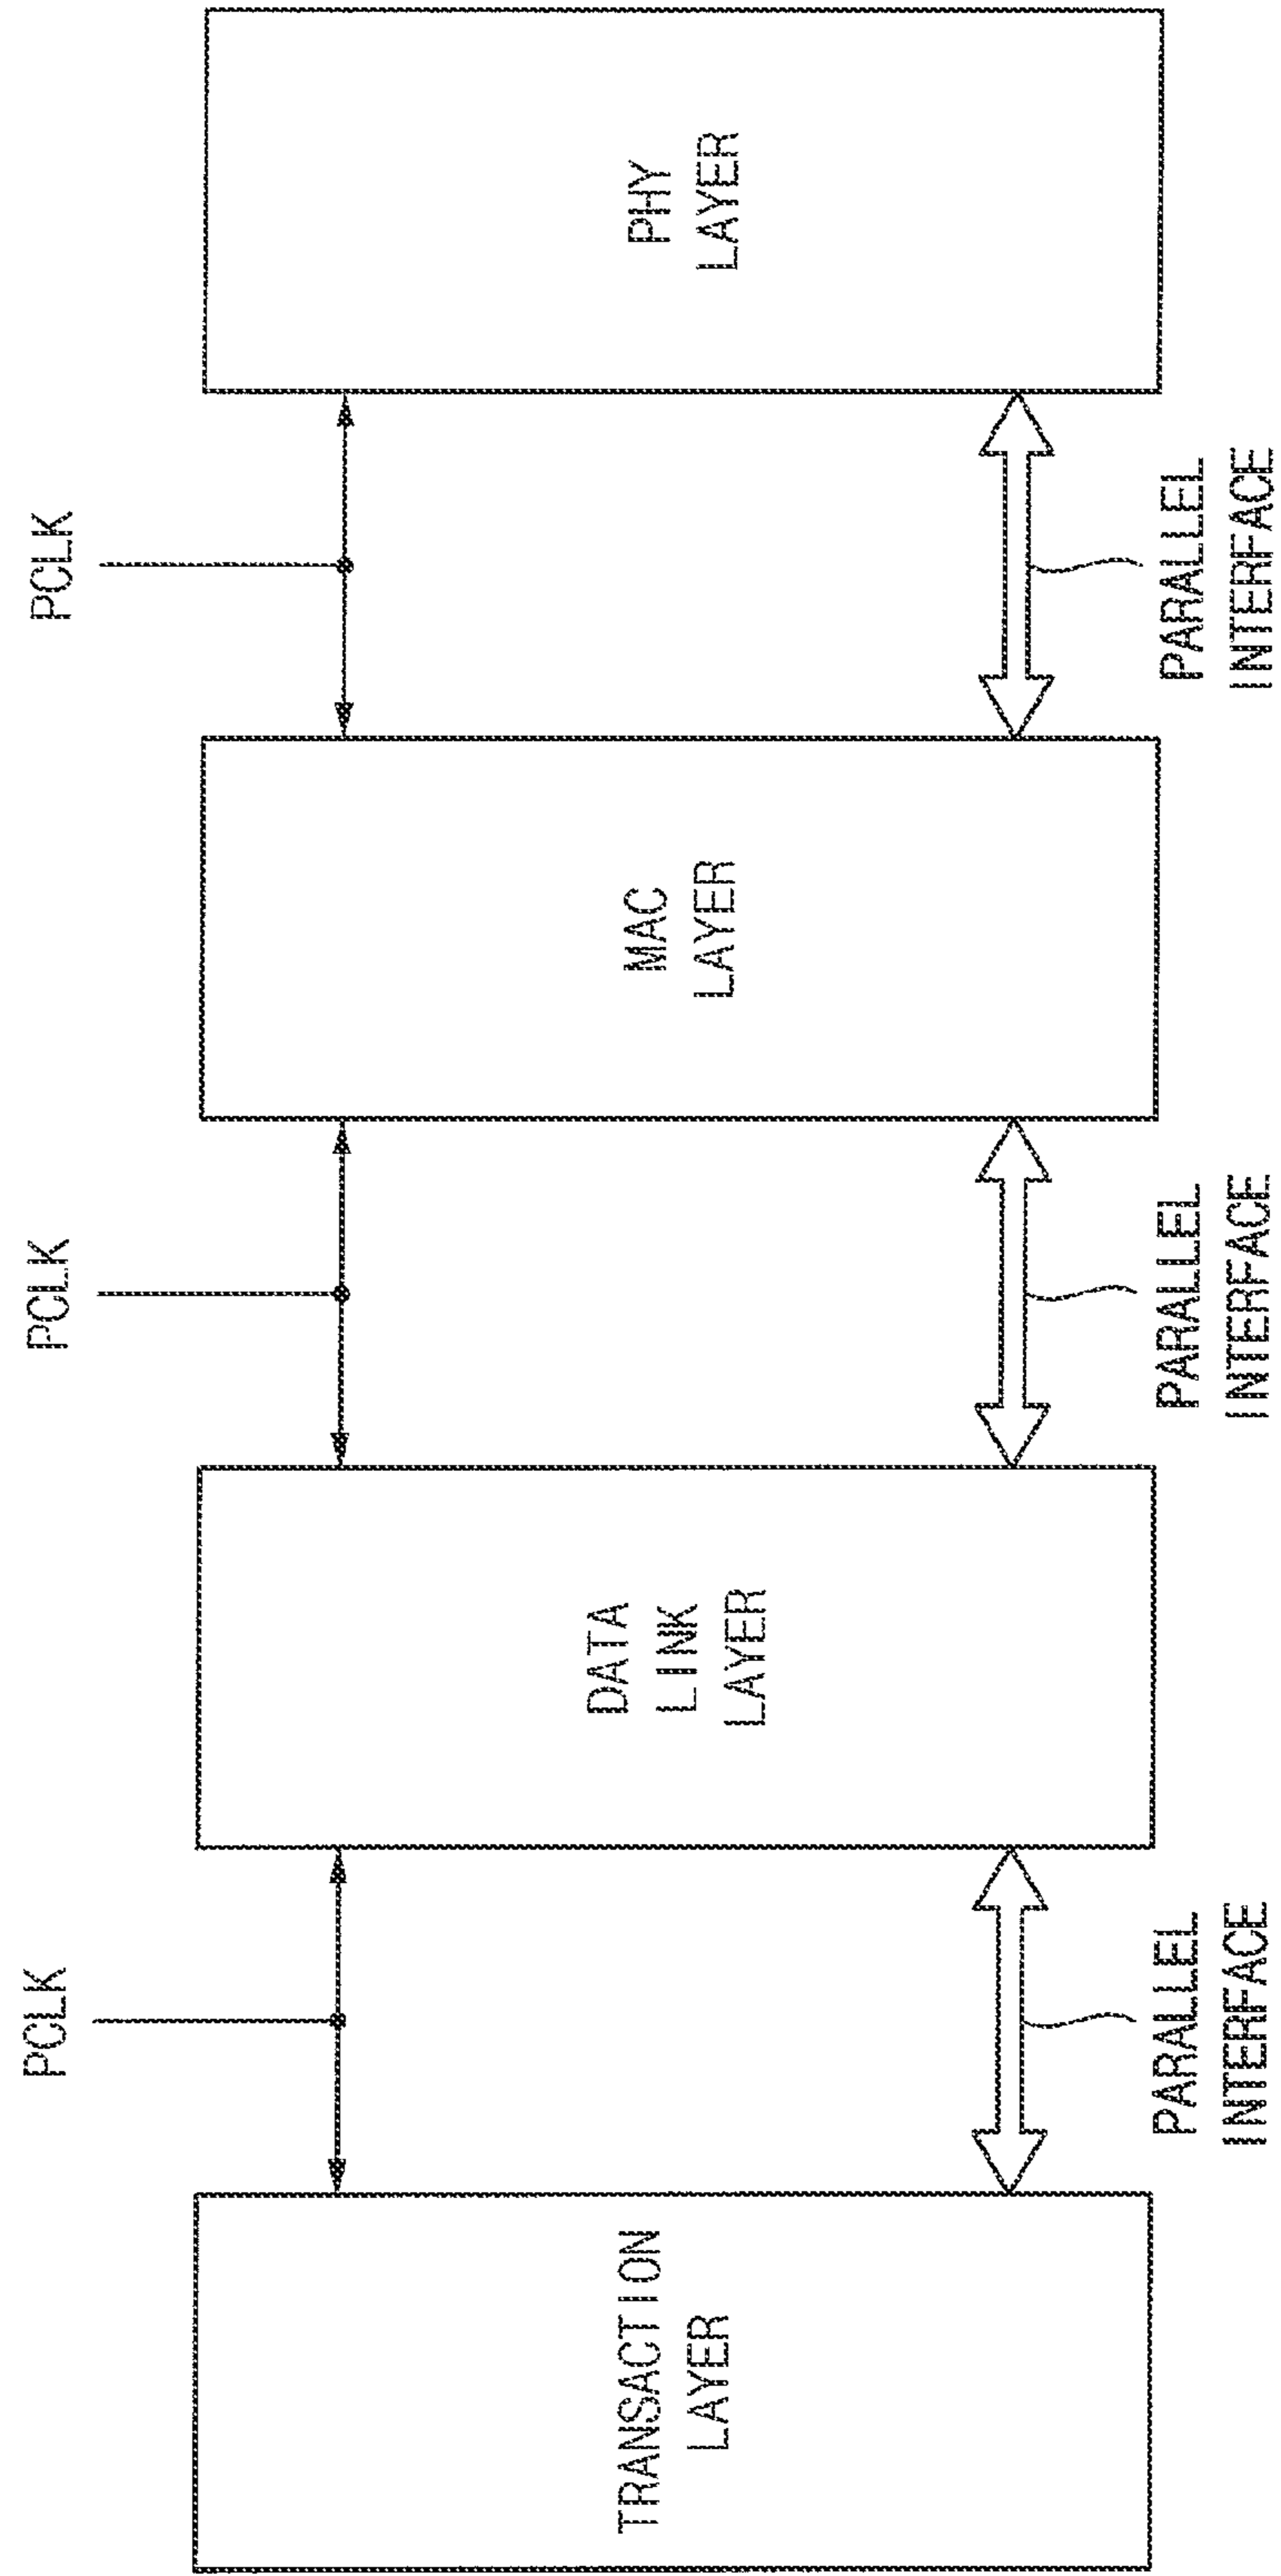 PCLK
PCLK
PCLK
TRANSACTION
LAYER
DATA
LINK
LAYER
MAC
LAYER
PHY
LAYER
PARALLEL
INTERFACE
PARALLEL
INTERFACE
PARALLEL
INTERFACE